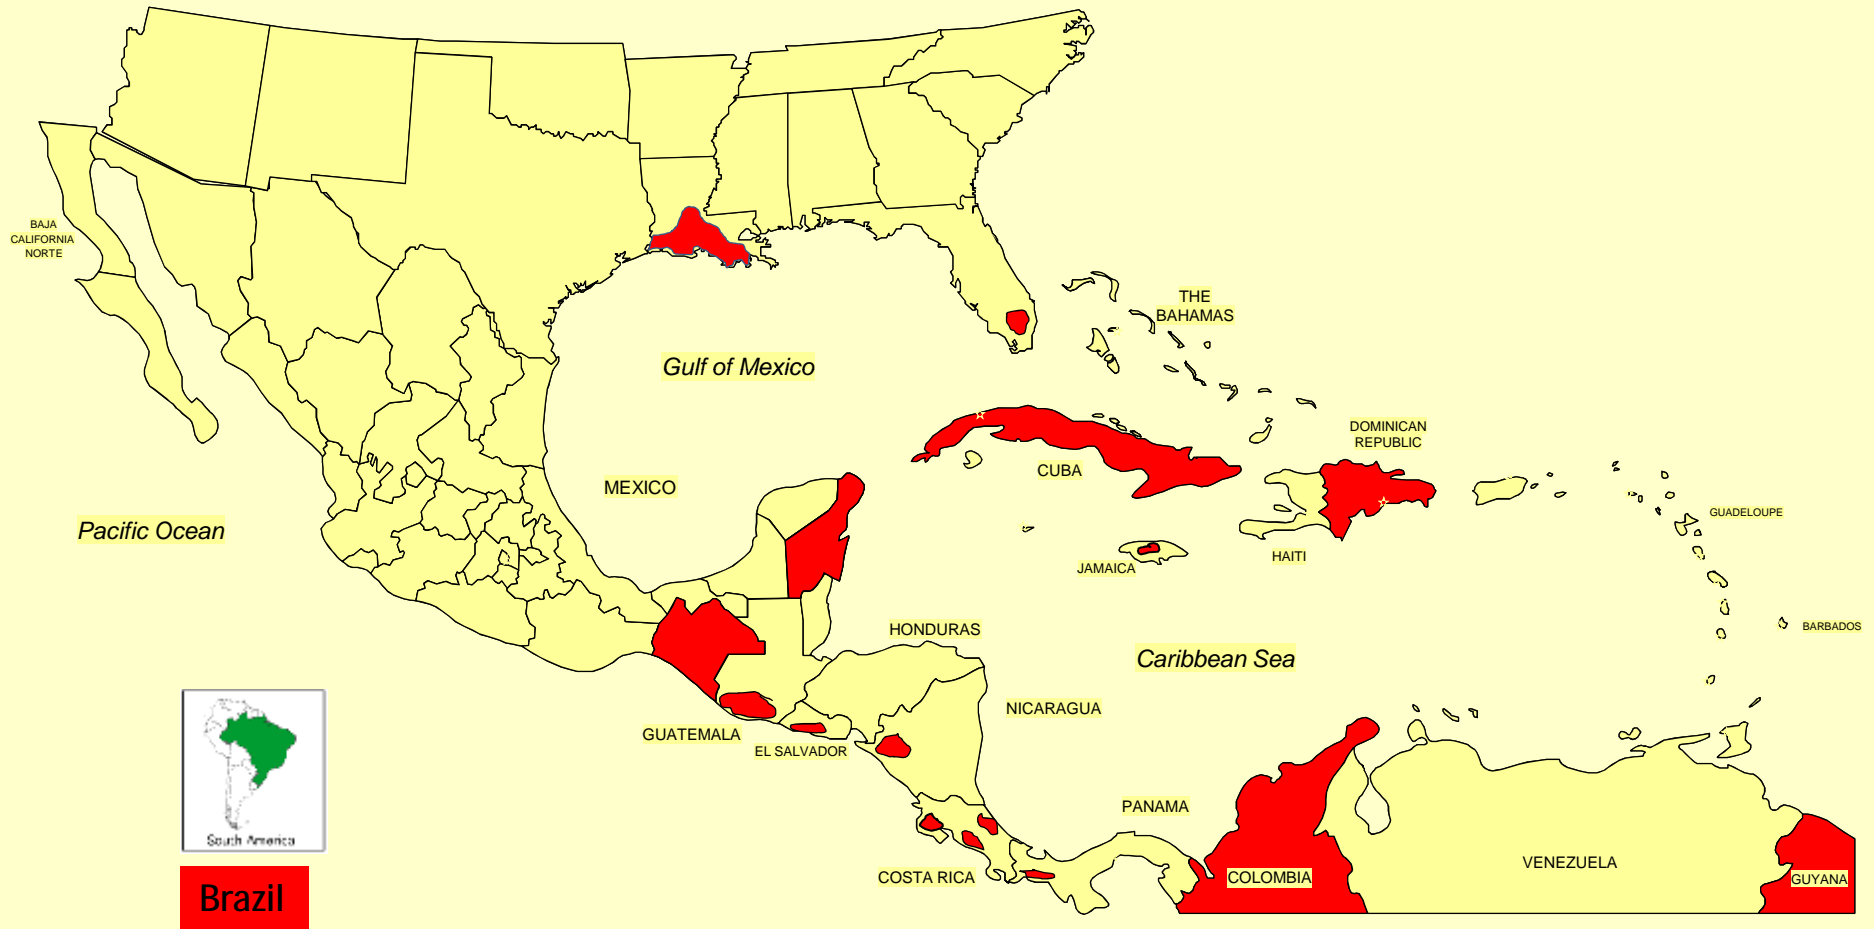 BAJA
CALIFORNIA
NORTE
THE
BAHAMAS
Gulf of Mexico
DOMINICAN
REPUBLIC
CUBA
MEXICO
GUADELOUPE
Pacific Ocean
HAITI
JAMAICA
HONDURAS
BARBADOS
Caribbean Sea
NICARAGUA
GUATEMALA
EL SALVADOR
PANAMA
South America
VENEZUELA
COSTA RICA
COLOMBIA
GUYANA
Brazil